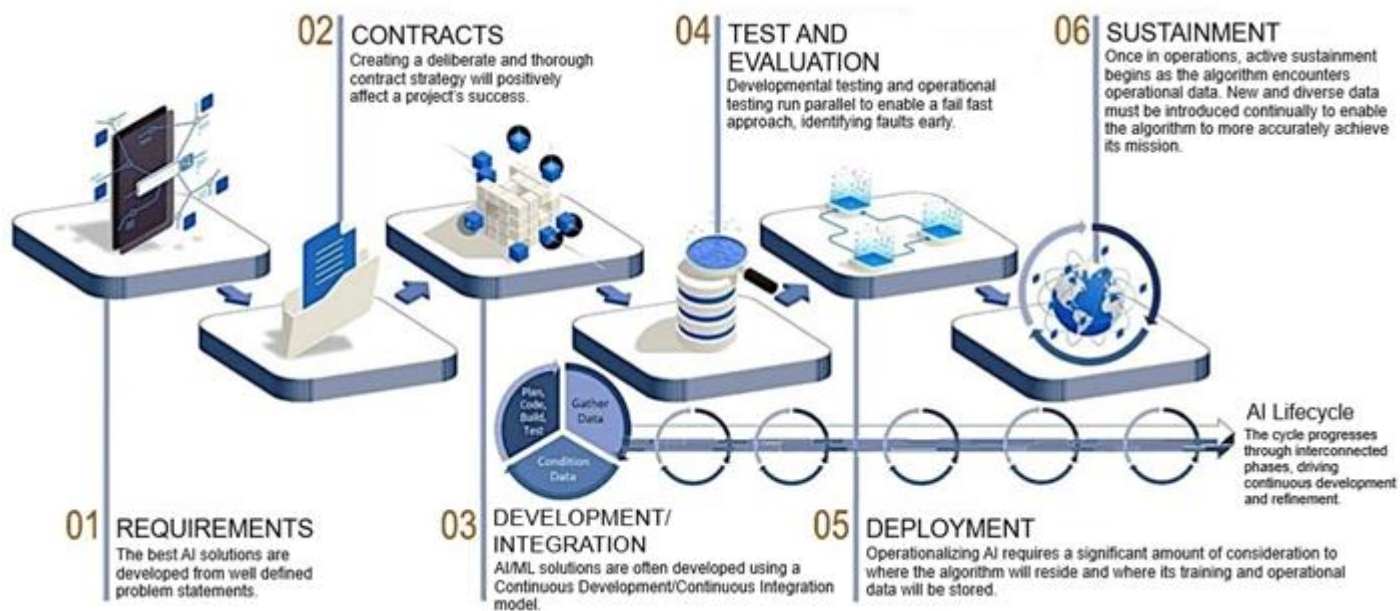 01
REQUIREMENTS
The best AI solutions are
developed from well defined
problem statements.
02
CONTRACTS
Creating a deliberate and thorough
contract strategy will positively
affect a project's success.
03
DEVELOPMENT/
INTEGRATION
AI/ML solutions are often developed using a
Continuous Development/Continuous Integration
model.
04
TEST AND
EVALUATION
Developmental testing and operational
testing run parallel to enable a fail fast
approach, identifying faults early.
05
DEPLOYMENT
Operationalizing AI requires a significant amount of consideration to
where the algorithm will reside and where its training and operational
data will be stored.
06
SUSTAINMENT
Once in operations, active sustainment
begins as the algorithm encounters
operational data. New and diverse data
must be introduced continually to enable
the algorithm to more accurately achieve
its mission.
Plan,
Code,
Build,
Test
Gather
Data
Condition
Data
AI Lifecycle
The cycle progresses
through interconnected
phases, driving
continuous development
and refinement.